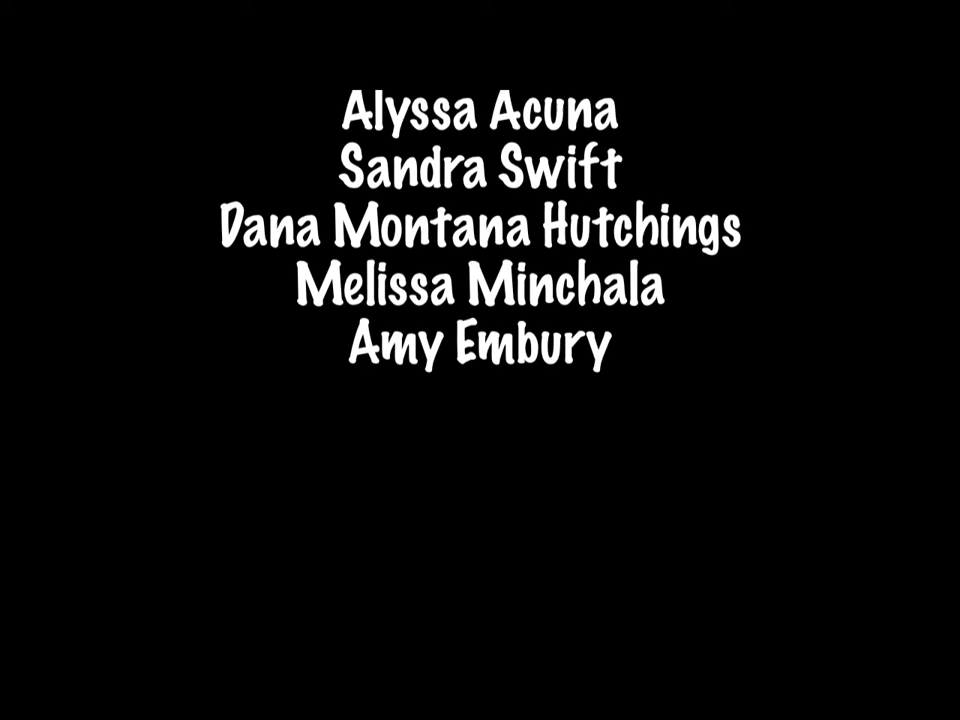 Alyssa Acuna
Sandra Swift
Dana Montana Hutchings
Melissa Minchala
Amy Embury